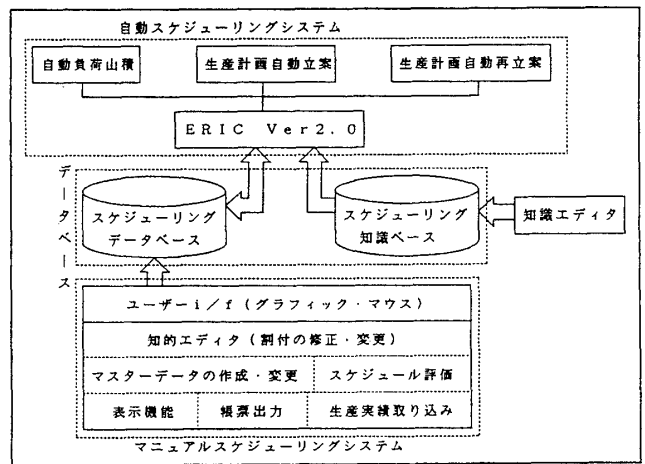 自動スケジューリングシステム
自動負荷山積
生産計画自動立案
生産計画自動再立案
ERIC Ver2.0
データベース
スケジューリング
データベース
スケジューリング
知識ベース
知識エディタ
ユーザーi/f(グラフィック・マウス)
知的エディタ(割付の修正・変更)
マスターデータの作成・変更
スケジュール評価
表示機能
帳票出力
生産実績取り込み
マニュアルスケジューリングシステム